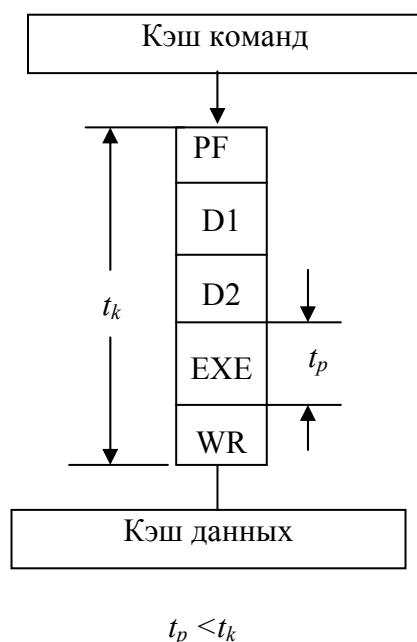 Кэш команд
PF
D1
D2
t_k
t_p
EXE
WR
Кэш данных
t_p <t_k